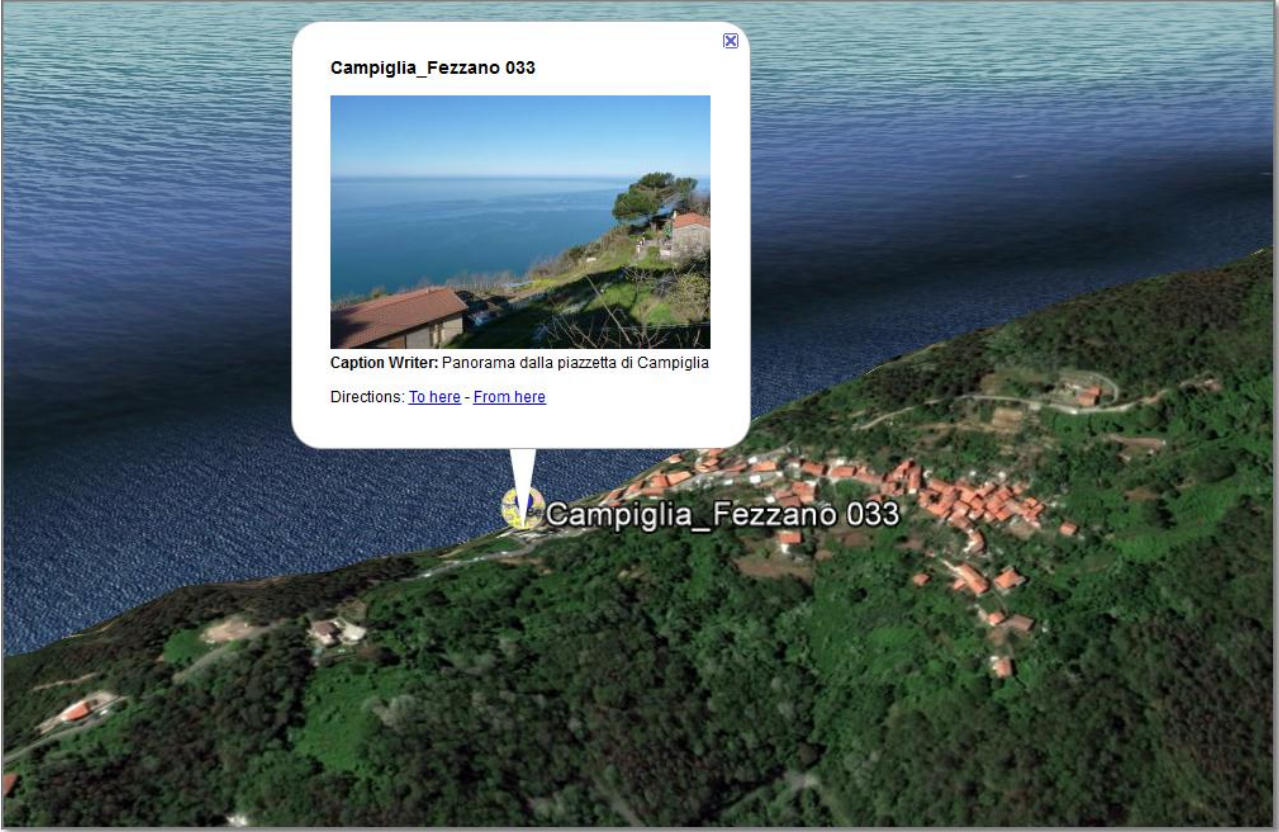 Campiglia_Fezzano 033
Caption Writer: Panorama dalla piazzetta di Campiglia
Directions: To here - From here
Campiglia_Fezzano 033